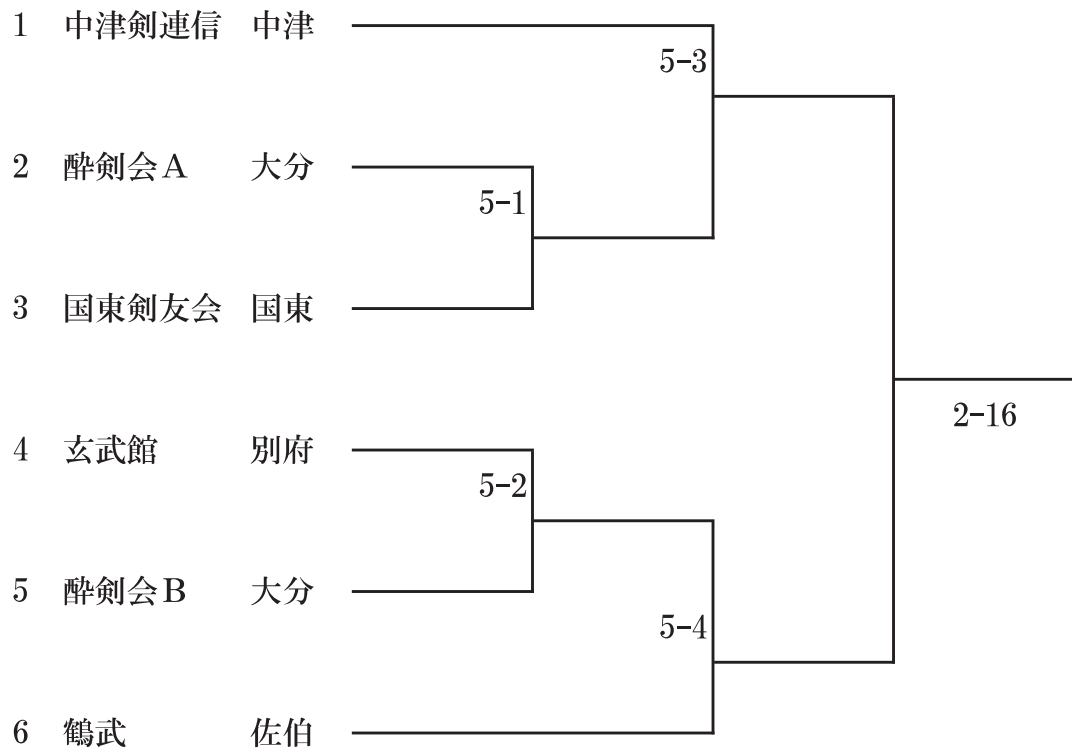 1 中津剣連信 中津
5-3
2 酔剣会A 大分
5-1
3 国東剣友会 国東
2-16
4 玄武館 別府
5-2
5 酔剣会B 大分
5-4
6 鶴武 佐伯